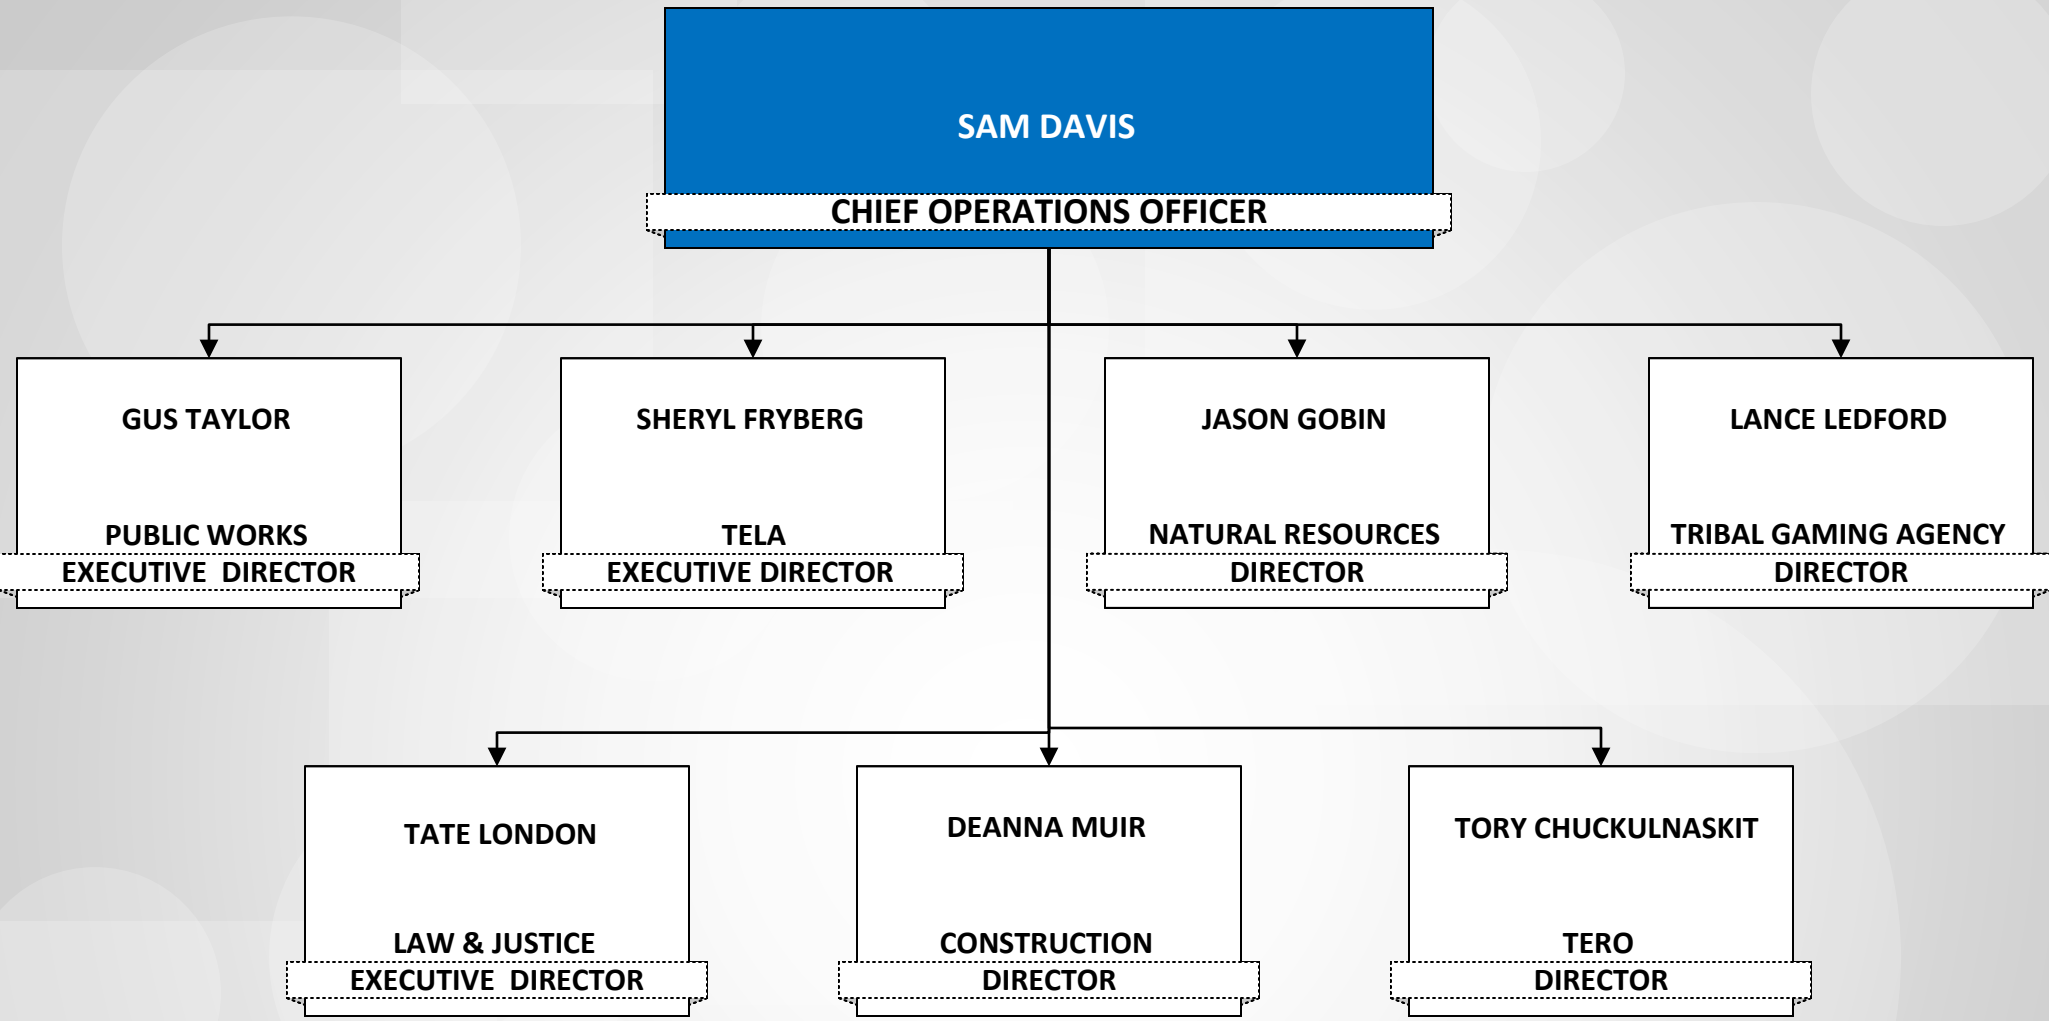 SAM DAVIS
CHIEF OPERATIONS OFFICER
GUS TAYLOR
PUBLIC WORKS
EXECUTIVE DIRECTOR
SHERYL FRYBERG
TELA
EXECUTIVE DIRECTOR
JASON GOBIN
NATURAL RESOURCES
DIRECTOR
LANCE LEDFORD
TRIBAL GAMING AGENCY
DIRECTOR
TATE LONDON
LAW & JUSTICE
EXECUTIVE DIRECTOR
DEANNA MUIR
CONSTRUCTION
DIRECTOR
TORY CHUCKULNASKIT
TERO
DIRECTOR